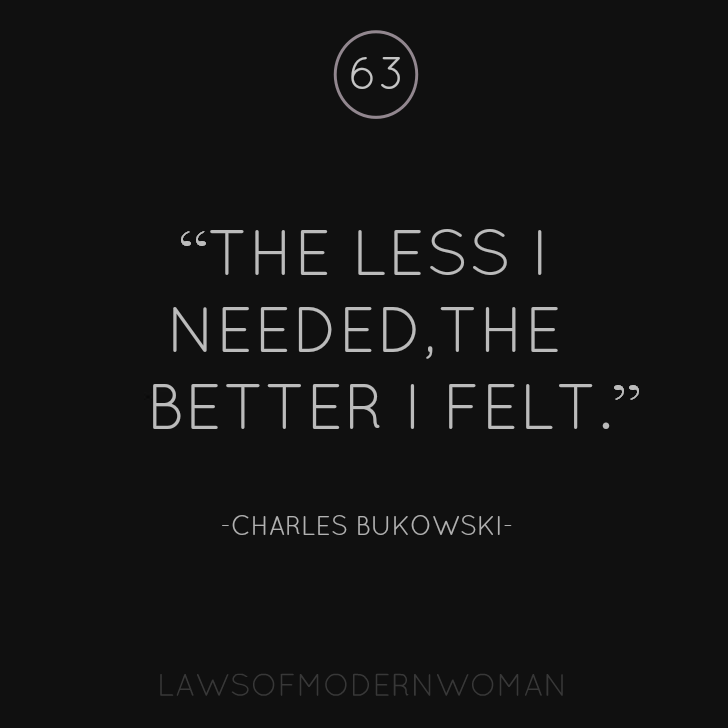 63
“THE LESS I
NEEDED,THE
BETTER I FELT.”
-CHARLES BUKOWSKI-
LAWSOFMODERNWOMAN